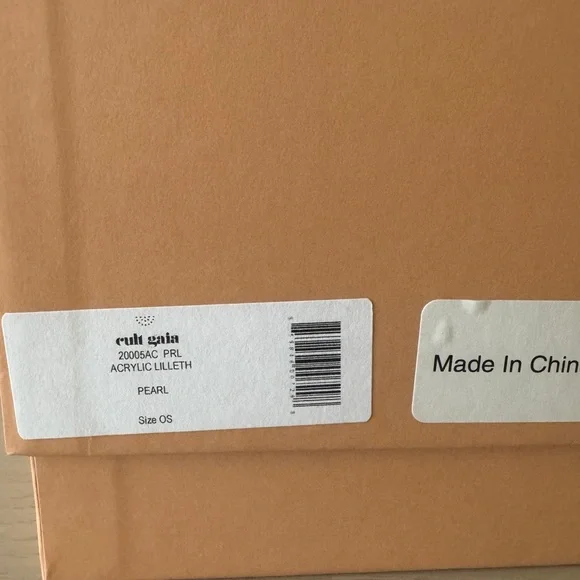 cult gaia
20005AC PRL
ACRYLIC LILLETH
PEARL
Size OS
Made In Chin